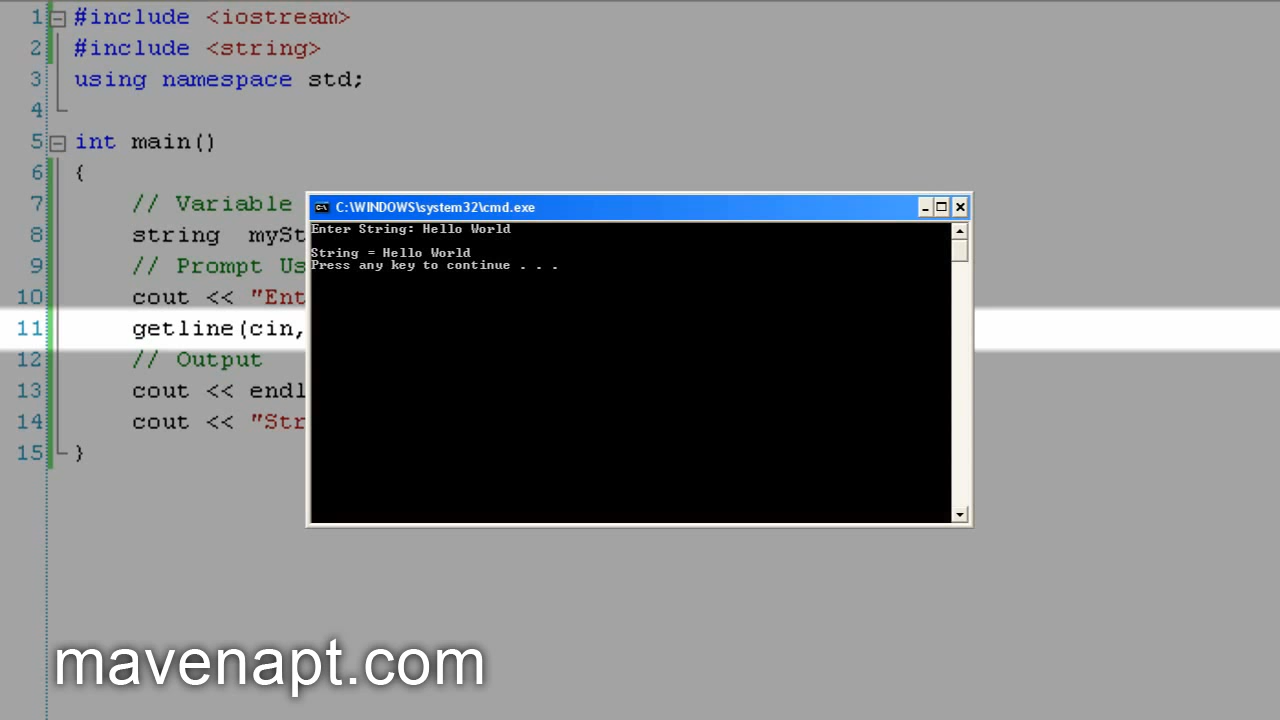 1 #include <iostream>
2 #include <string>
3 using namespace std;
4
5 int main()
6 {
7 // Variable
8 string mySt
9 // Prompt Us
10 cout << "Ent
11 getline(cin,
12 // Output
13 cout << endl
14 cout << "Str
15 }
C:\WINDOWS\system32\cmd.exe
Enter String: Hello World
String = Hello World
Press any key to continue . . .
mavenapt.com